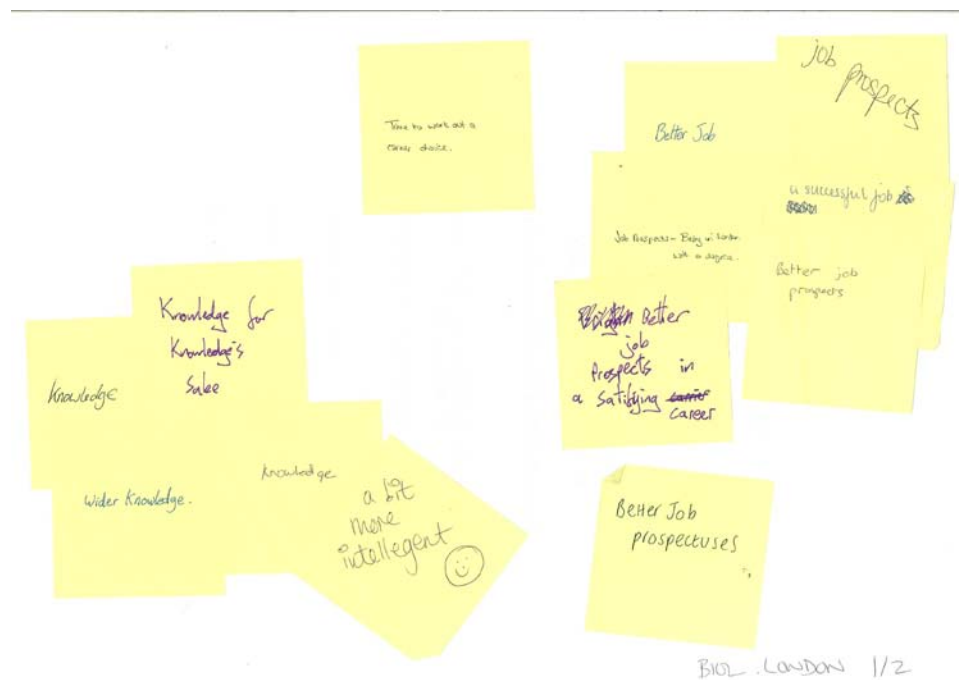 Time to work out a
career choice.
Better Job
job
prospects
a successful job
Job Prospects - Being in London
with a degree.
Better job
prospects
Better
job
Prospects in
a Satifying carrier
career
Better Job
prospectuses
Knowledge for
Knowledge's
Sake
Knowledge
Wider Knowledge.
Knowledge
a bit
more
intellegent
BIOL. LONDON 1/2